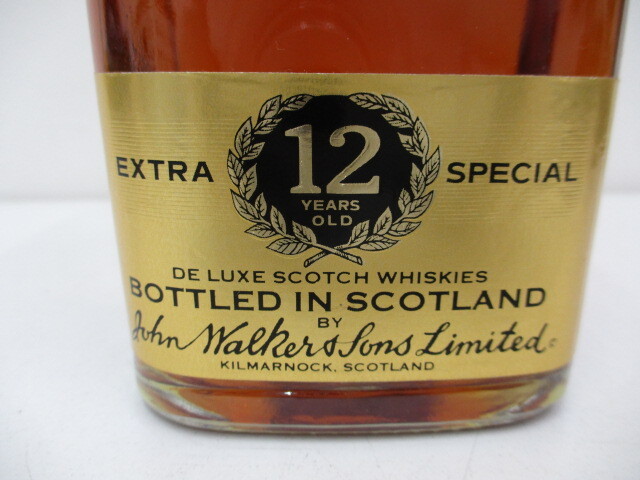 EXTRA 12 SPECIAL
YEARS
OLD
DE LUXE SCOTCH WHISKIES
BOTTLED IN SCOTLAND
BY
John Walker & Sons Limited
KILMARNOCK, SCOTLAND